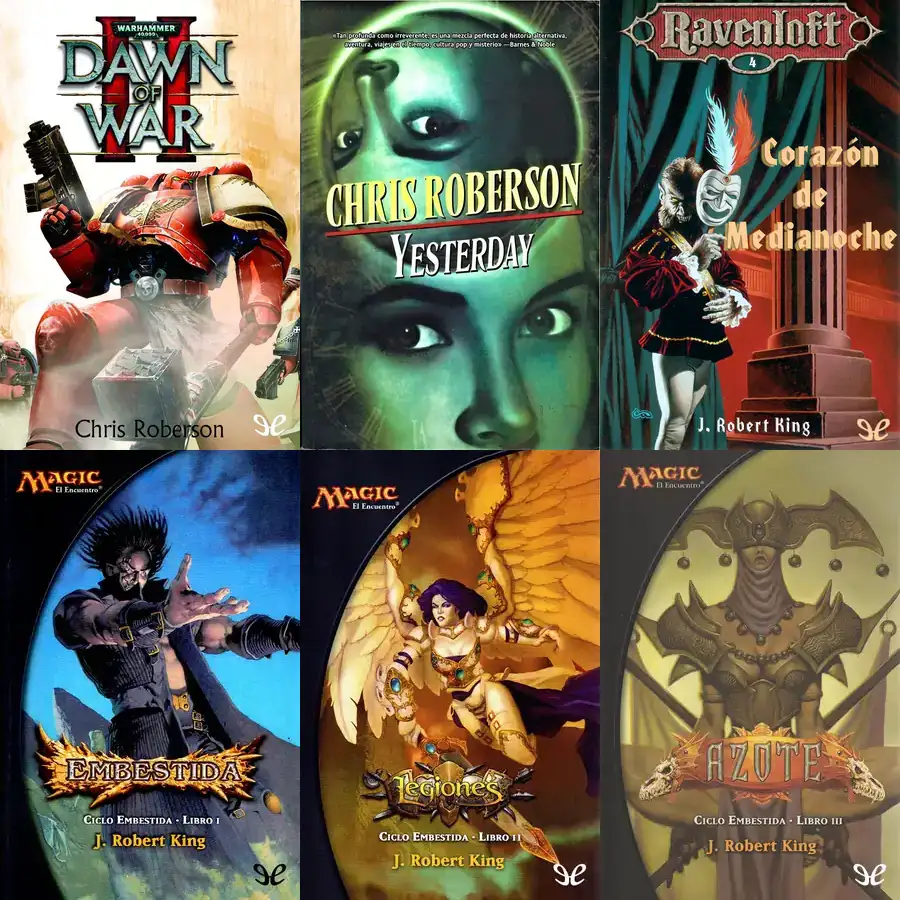 WARHAMMER
40,000
DAWN
OF
WAR
II
Chris Roberson
«Tan profunda como irreverente, es una mezcla perfecta de historia alternativa,
aventura, viajes en el tiempo, cultura pop y misterio» —Barnes & Noble
CHRIS ROBERSON
YESTERDAY
Ravenloft
4
Corazón
de
Medianoche
J. Robert King
MAGIC
El Encuentro®
EMBESTIDA
CICLO EMBESTIDA · LIBRO I
J. Robert King
MAGIC
El Encuentro®
Legiones
CICLO EMBESTIDA · LIBRO II
J. Robert King
MAGIC
El Encuentro®
AZOTE
CICLO EMBESTIDA · LIBRO III
J. Robert King